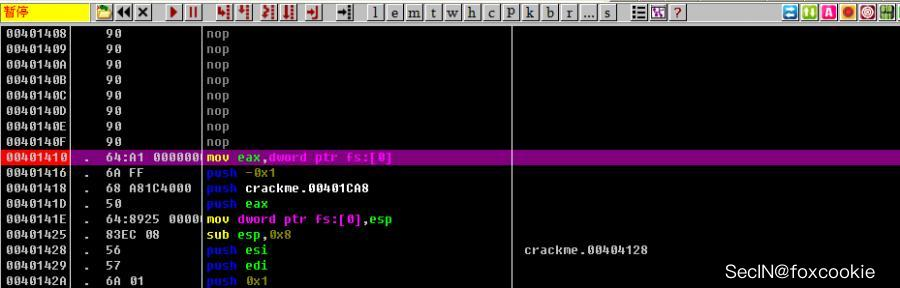 暂停 l e m t w h c P k b r ... s ?
00401408 90 nop
00401409 90 nop
0040140A 90 nop
0040140B 90 nop
0040140C 90 nop
0040140D 90 nop
0040140E 90 nop
0040140F 90 nop
00401410 . 64:A1 0000000 mov eax,dword ptr fs:[0]
00401416 . 6A FF push -0x1
00401418 . 68 A81C4000 push crackme.00401CA8
0040141D . 50 push eax
0040141E . 64:8925 0000 mov dword ptr fs:[0],esp
00401425 . 83EC 08 sub esp,0x8
00401428 . 56 push esi crackme.00404128
00401429 . 57 push edi
0040142A . 6A 01 push 0x1
SecIN@foxcookie